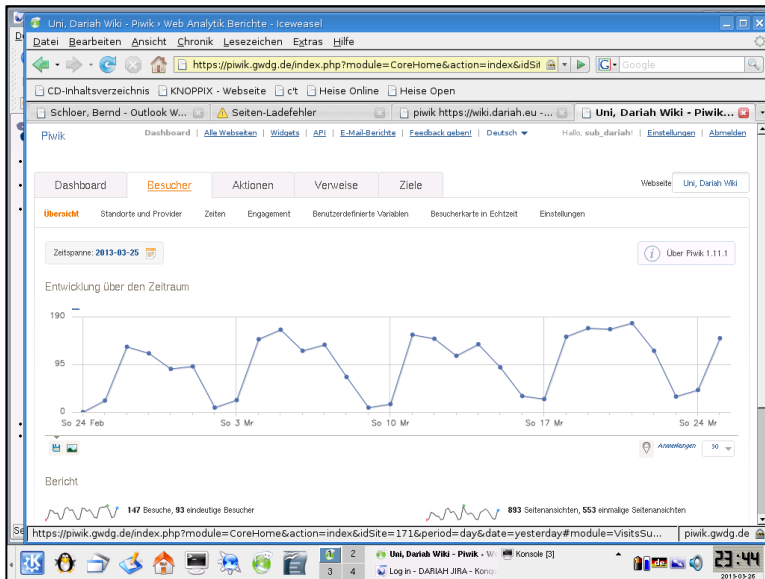 Uni, Dariah Wiki - Piwik › Web Analytik Berichte - Iceweasel
Datei Bearbeiten Ansicht Chronik Lesezeichen Extras Hilfe
https://piwik.gwdg.de/index.php?module=CoreHome&action=index&idSit
Google
CD-Inhaltsverzeichnis KNOPPIX - Webseite c't Heise Online Heise Open
Schloer, Bernd - Outlook W... Seiten-Ladefehler piwik https://wiki.dariah.eu -... Uni, Dariah Wiki - Piwik...
Piwik Dashboard | Alle Webseiten | Widgets | API | E-Mail-Berichte | Feedback geben! | Deutsch Hallo, sub_dariah! | Einstellungen | Abmelden
Dashboard Besucher Aktionen Verweise Ziele Webseite Uni, Dariah Wiki
Übersicht Standorte und Provider Zeiten Engagement Benutzerdefinierte Variablen Besucherkarte in Echtzeit Einstellungen
Zeitspanne: 2013-03-25 Über Piwik 1.11.1
Entwicklung über den Zeitraum
190
95
0
So 24 Feb So 3 Mr So 10 Mr So 17 Mr So 24 Mr
Anmerkungen 30
Bericht
147 Besuche, 93 eindeutige Besucher 893 Seitenansichten, 553 einmalige Seitenansichten
https://piwik.gwdg.de/index.php?module=CoreHome&action=index&idSite=171&period=day&date=yesterday#module=VisitsSu... piwik.gwdg.de
1 2 Uni, Dariah Wiki - Piwik › W Konsole [3]
3 4 Log in - DARIAH JIRA - Konq
23:44
2013-03-26